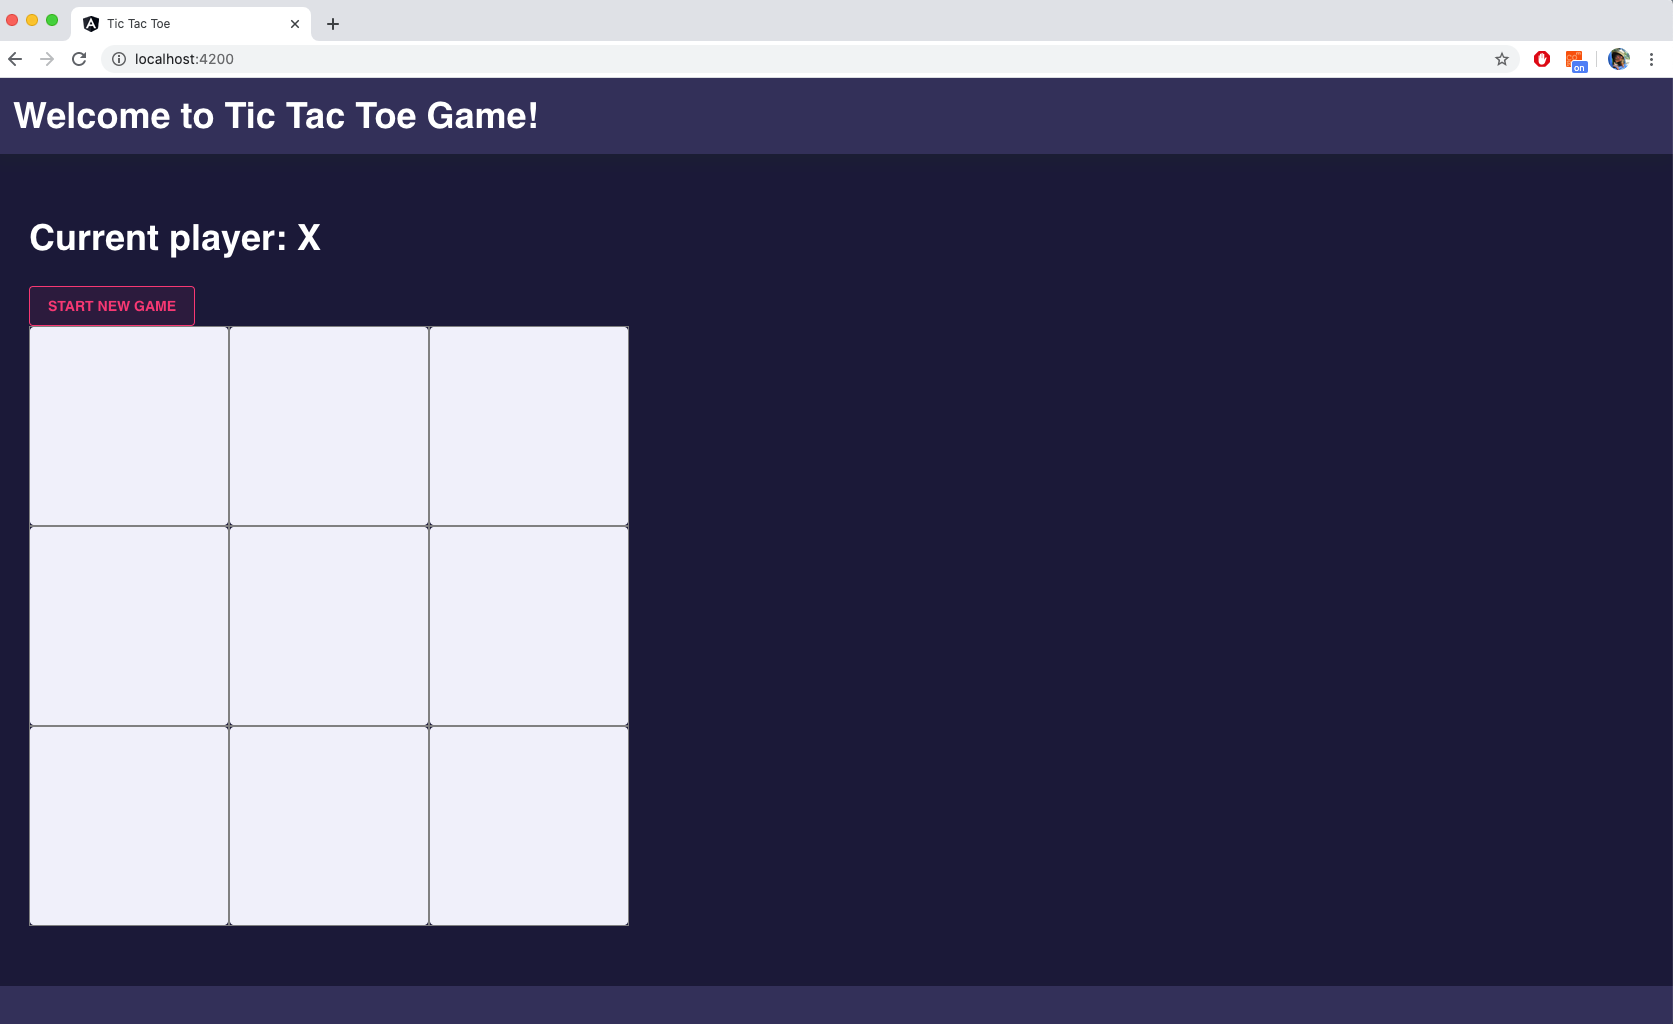 Tic Tac Toe
localhost:4200
on
Welcome to Tic Tac Toe Game!
Current player: X
START NEW GAME